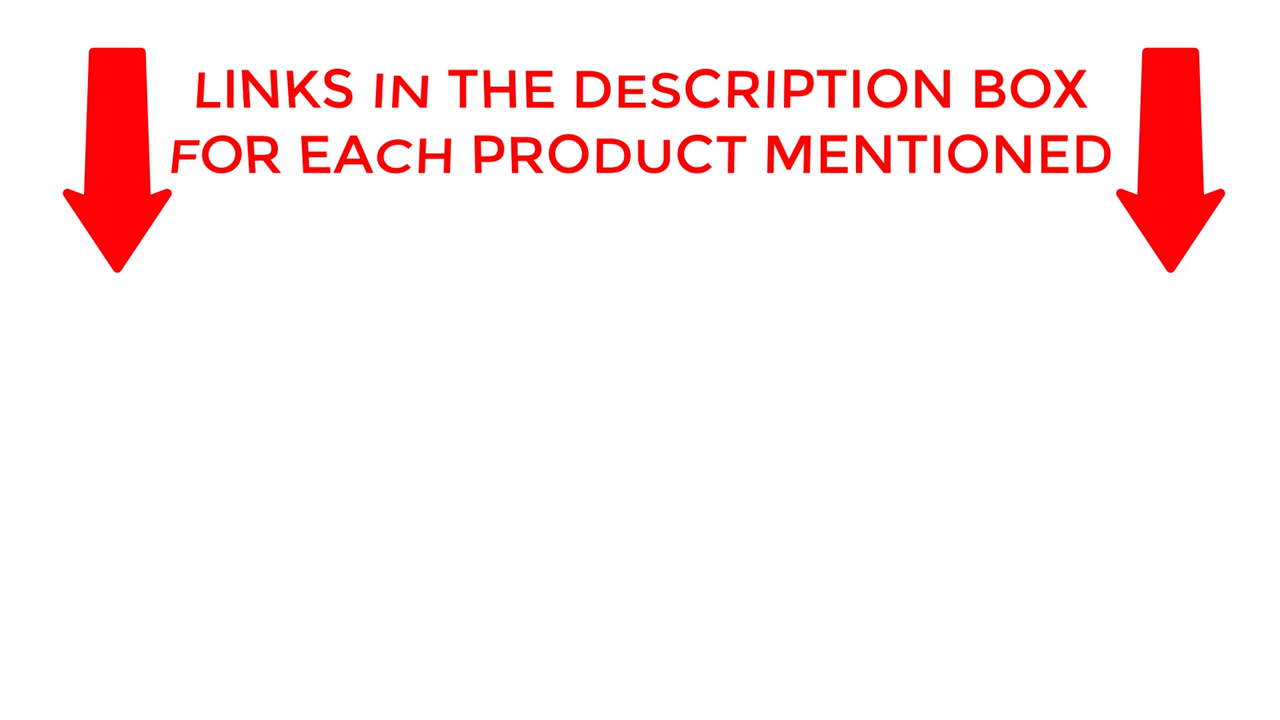 LINKS IN THE DESCRIPTION BOX
FOR EACH PRODUCT MENTIONED